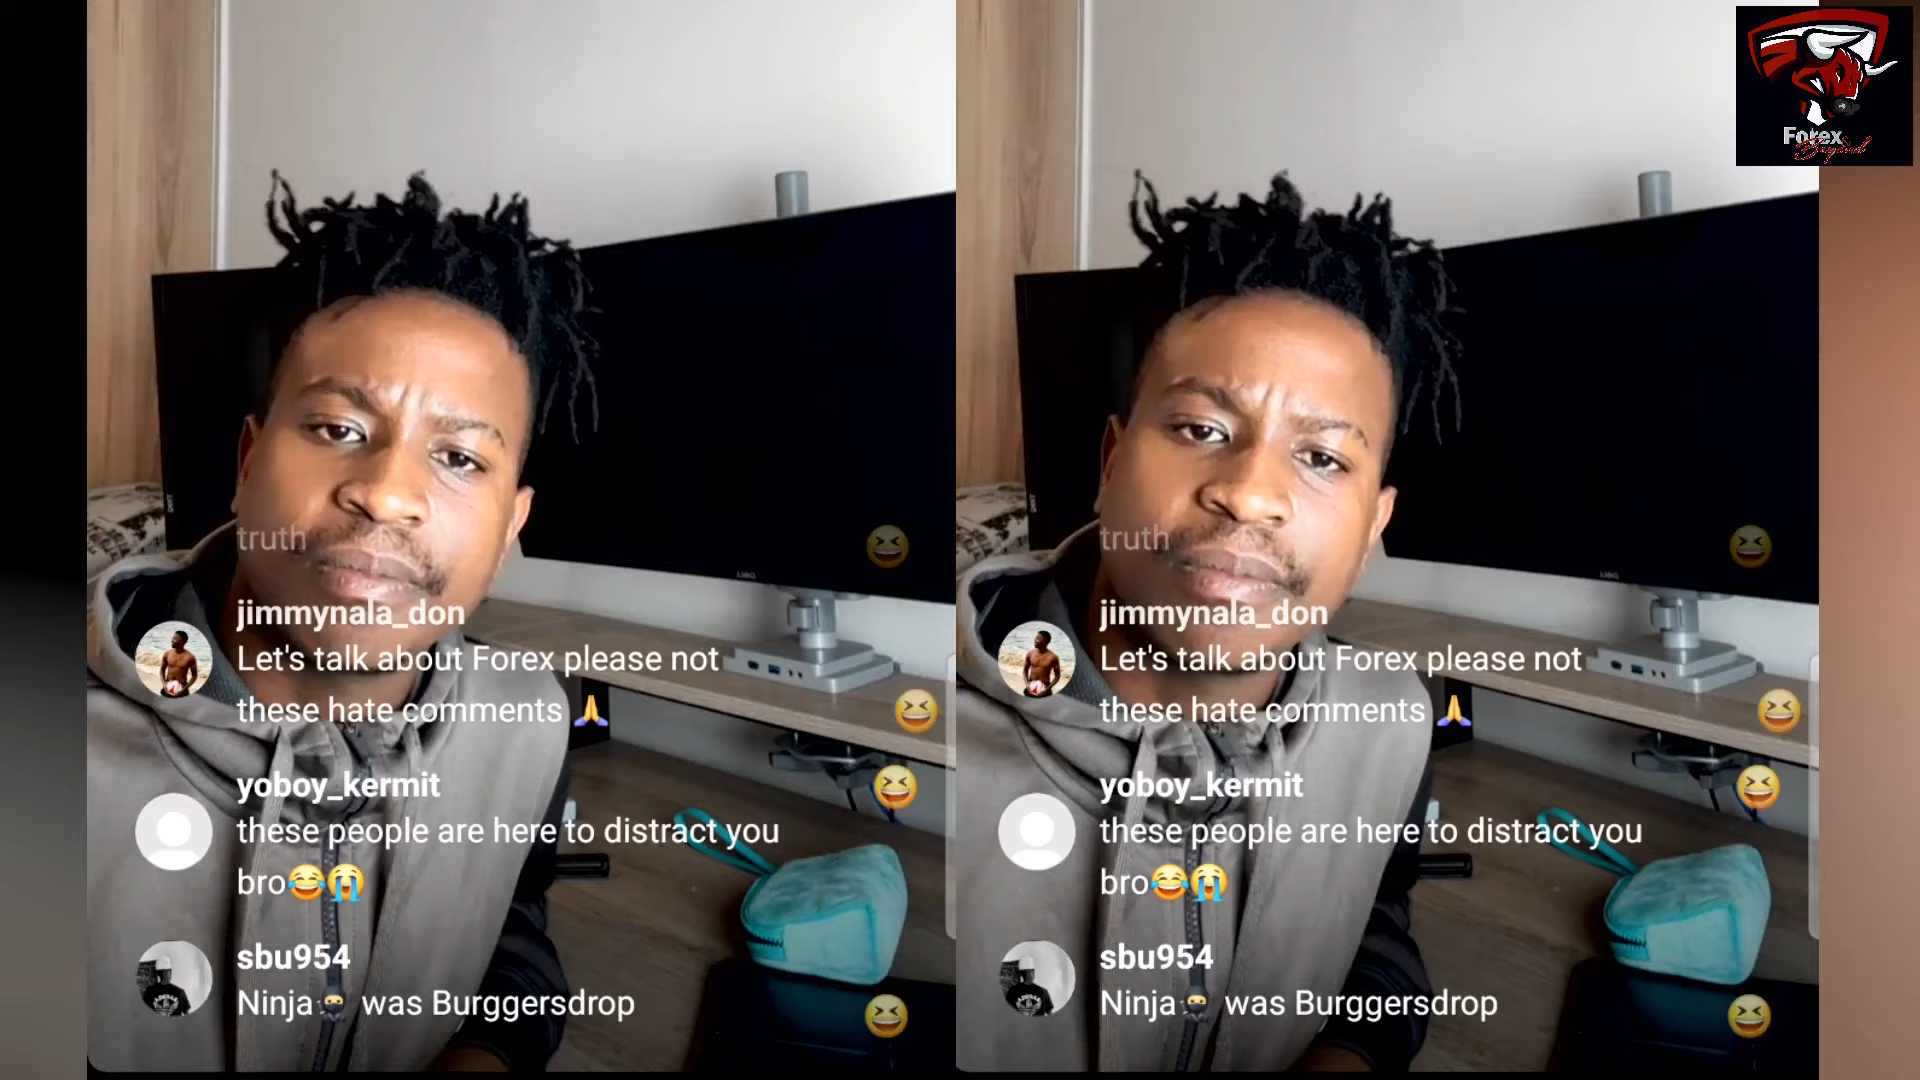 Forex
Beyond
truth
jimmynala_don
Let's talk about Forex please not
these hate comments 🙏
yoboy_kermit
these people are here to distract you
bro😂😭
sbu954
Ninja🥷 was Burggersdrop
truth
jimmynala_don
Let's talk about Forex please not
these hate comments 🙏
yoboy_kermit
these people are here to distract you
bro😂😭
sbu954
Ninja🥷 was Burggersdrop